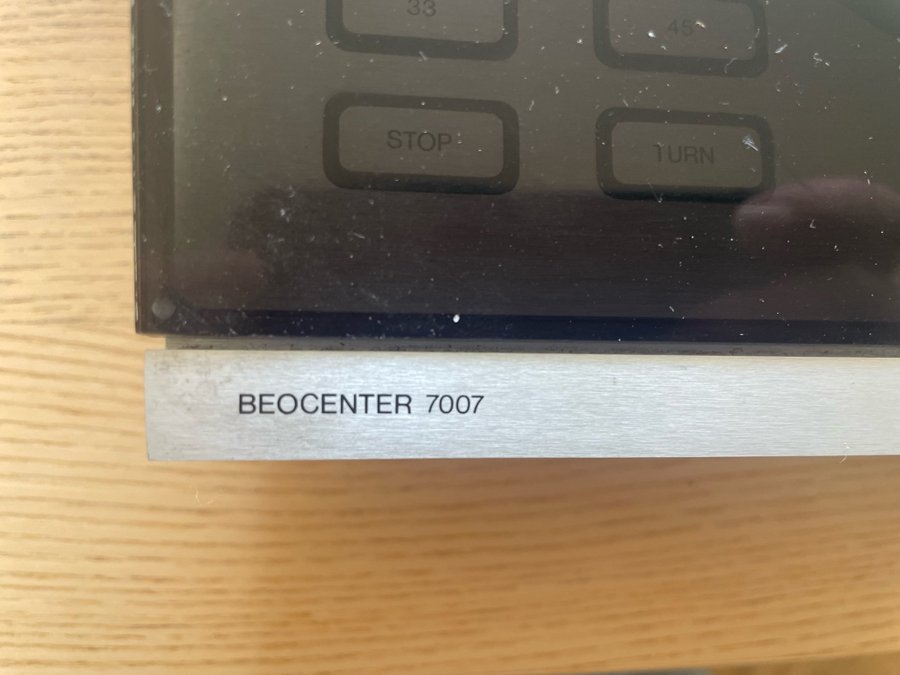 33 45
STOP TURN
BEOCENTER 7007